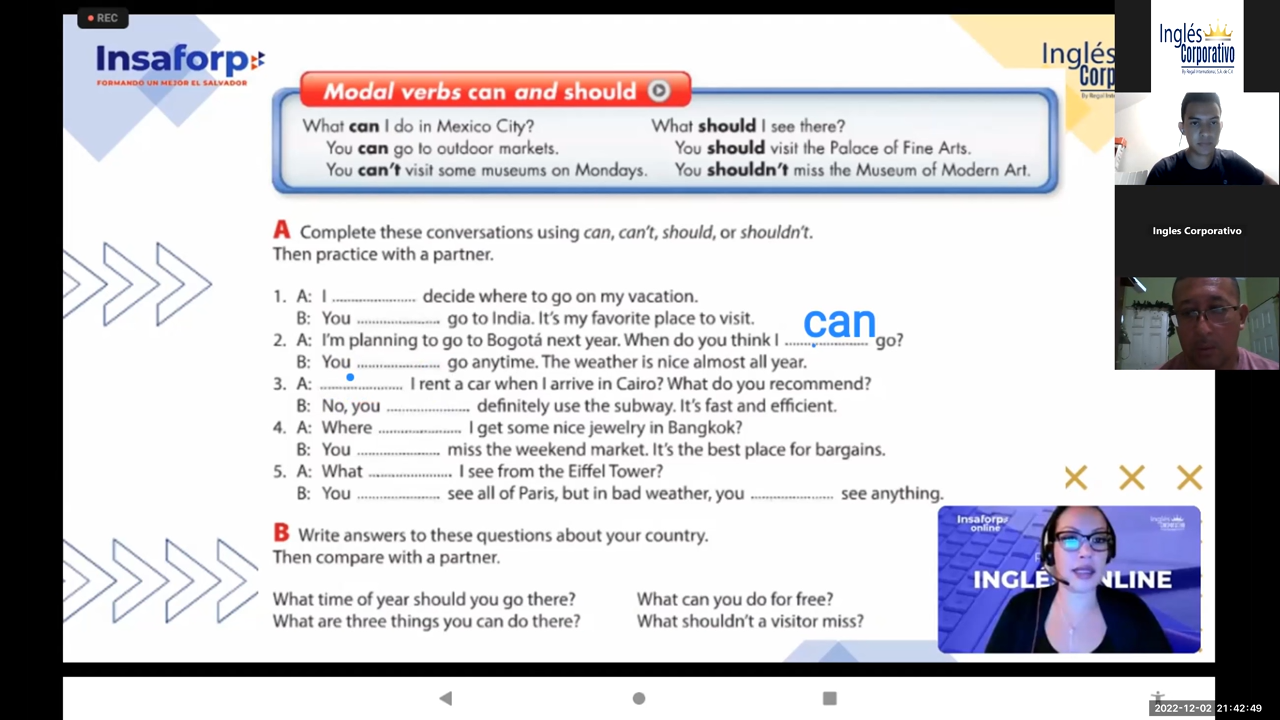 REC
Insaforp
FORMANDO UN MEJOR EL SALVADOR
Inglés
Corp
Modal verbs can and should
What can I do in Mexico City?
You can go to outdoor markets.
You can't visit some museums on Mondays.
What should I see there?
You should visit the Palace of Fine Arts.
You shouldn't miss the Museum of Modern Art.
A Complete these conversations using can, can't, should, or shouldn't.
Then practice with a partner.
1. A: I .................... decide where to go on my vacation.
B: You .................... go to India. It's my favorite place to visit.
can
2. A: I'm planning to go to Bogotá next year. When do you think I .................... go?
B: You .................... go anytime. The weather is nice almost all year.
3. A: .................... I rent a car when I arrive in Cairo? What do you recommend?
B: No, you .................... definitely use the subway. It's fast and efficient.
4. A: Where .................... I get some nice jewelry in Bangkok?
B: You .................... miss the weekend market. It's the best place for bargains.
5. A: What .................... I see from the Eiffel Tower?
B: You .................... see all of Paris, but in bad weather, you .................... see anything.
B Write answers to these questions about your country.
Then compare with a partner.
What time of year should you go there?
What are three things you can do there?
What can you do for free?
What shouldn't a visitor miss?
Inglés
Corporativo
By Regal International, S.A. de C.V.
Ingles Corporativo
Insaforp
online
INGLÉ NLINE
2022-12-02 21:42:49